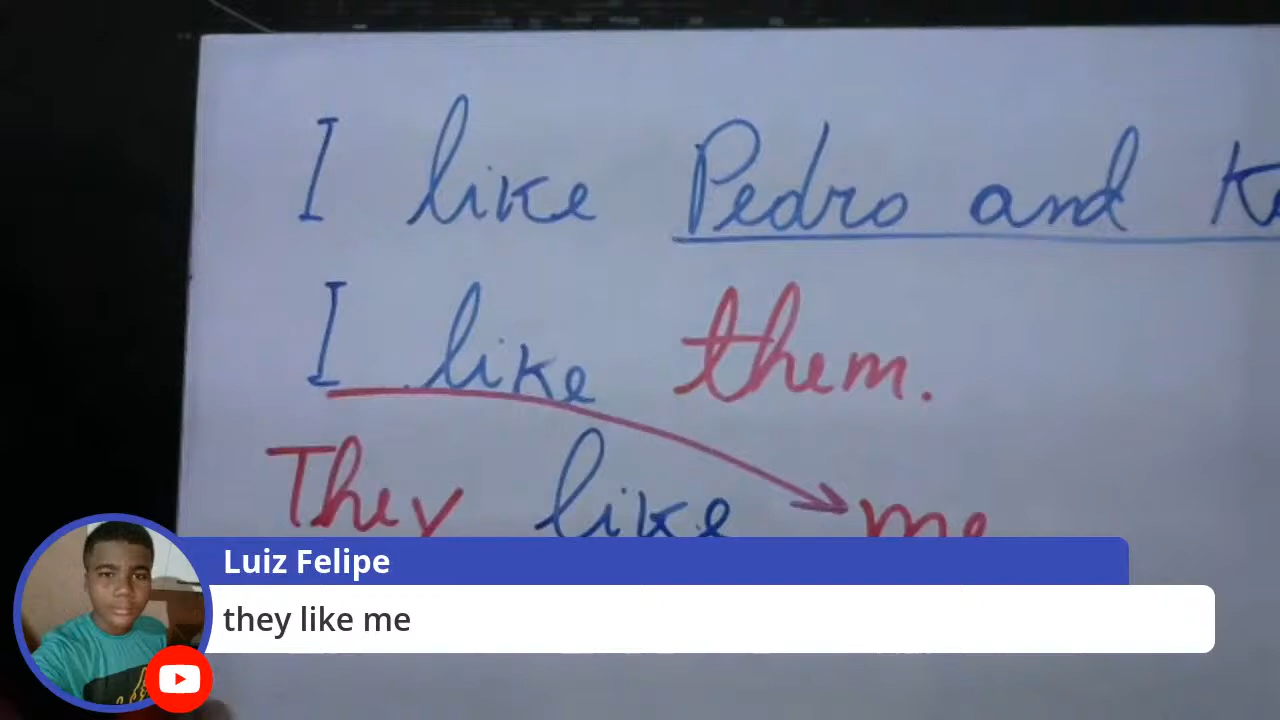 I like Pedro and
I like them.
They like me
Luiz Felipe
they like me